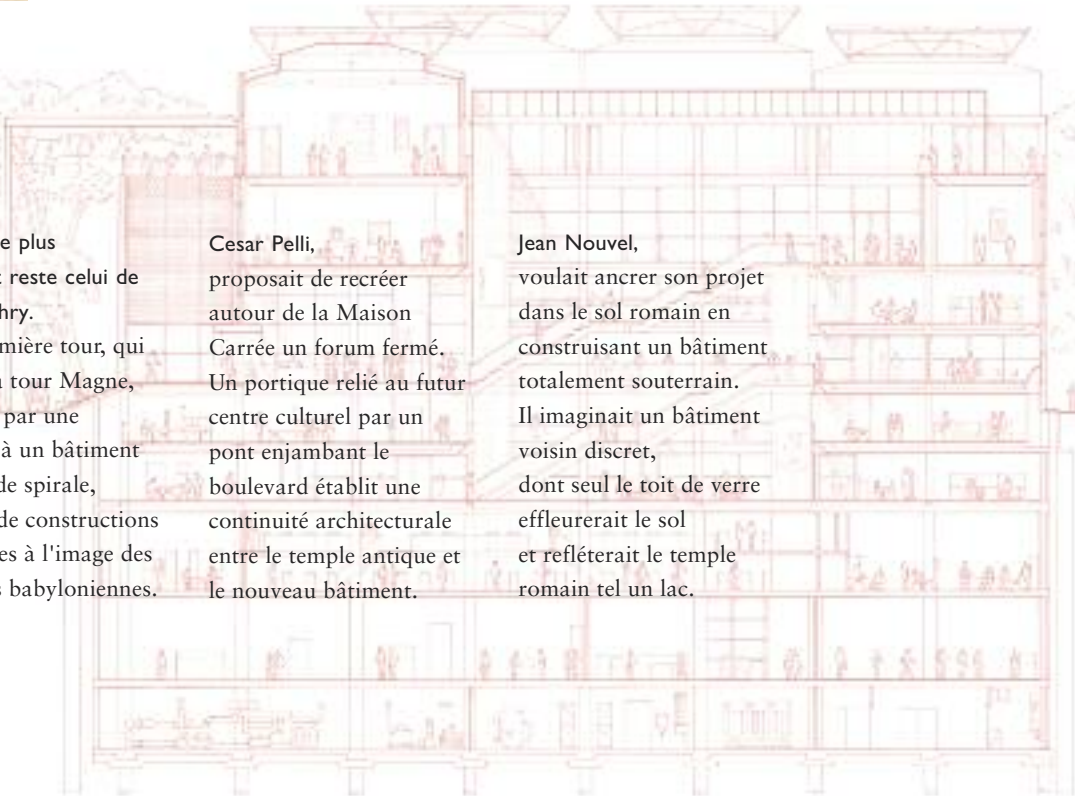 e plus
reste celui de
hry.
mière tour, qui
tour Magne,
par une
à un bâtiment
de spirale,
de constructions
es à l'image des
s babyloniennes.
Cesar Pelli,
proposait de recréer
autour de la Maison
Carrée un forum fermé.
Un portique relié au futur
centre culturel par un
pont enjambant le
boulevard établit une
continuité architecturale
entre le temple antique et
le nouveau bâtiment.
Jean Nouvel,
voulait ancrer son projet
dans le sol romain en
construisant un bâtiment
totalement souterrain.
Il imaginait un bâtiment
voisin discret,
dont seul le toit de verre
effleurerait le sol
et refléterait le temple
romain tel un lac.